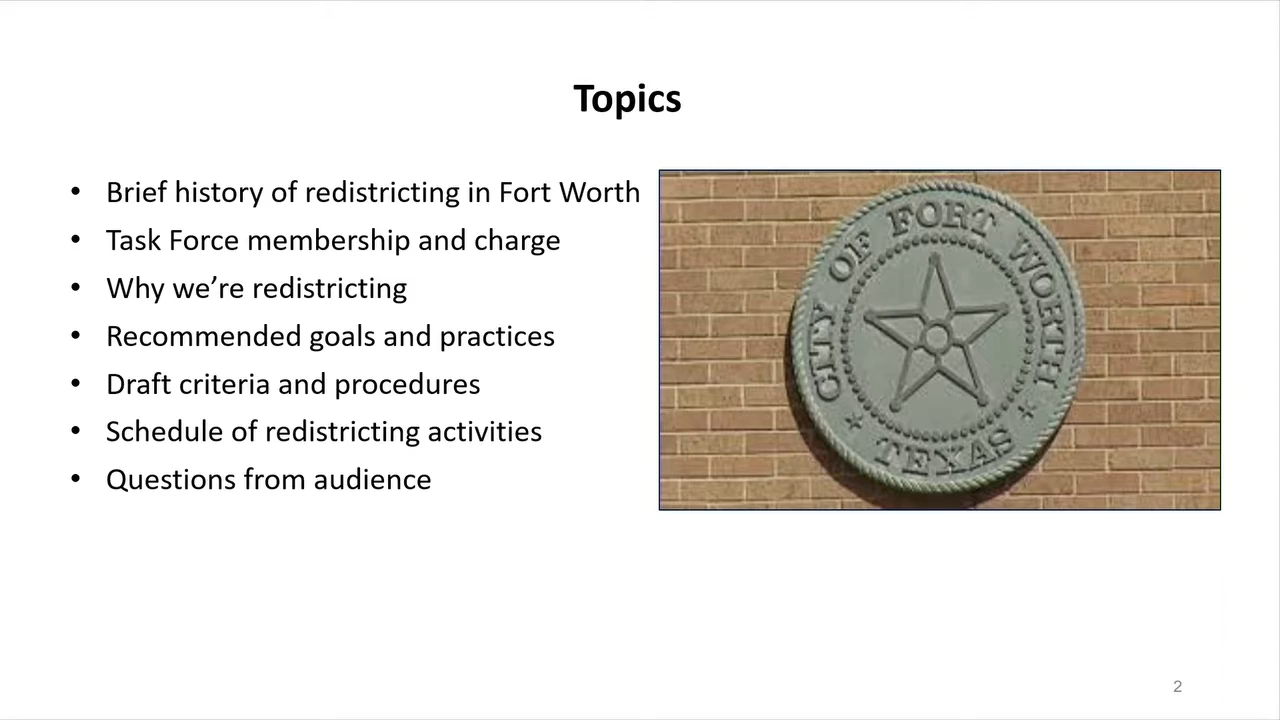 Topics
• Brief history of redistricting in Fort Worth
• Task Force membership and charge
• Why we’re redistricting
• Recommended goals and practices
• Draft criteria and procedures
• Schedule of redistricting activities
• Questions from audience
CITY OF FORT WORTH
TEXAS
2